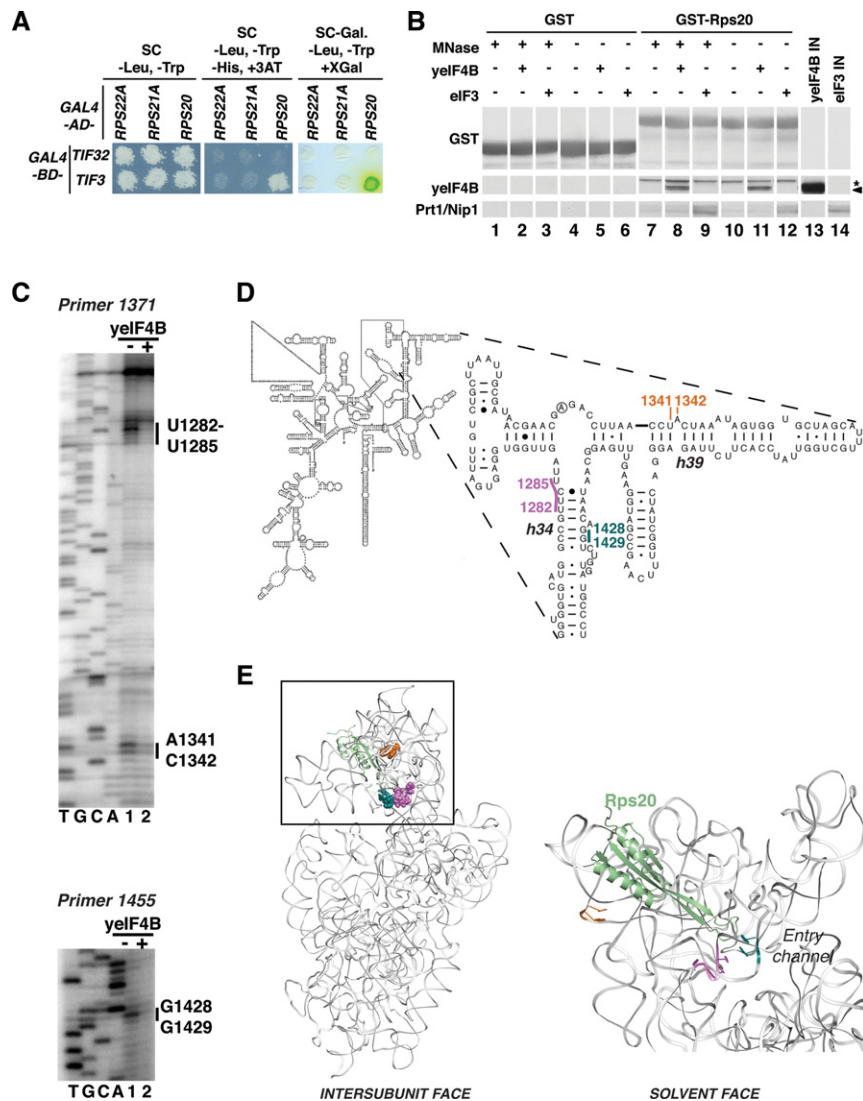 A
SC
-Leu, -Trp
SC
-Leu, -Trp
-His, +3AT
SC-Gal.
-Leu, -Trp
+XGal
GAL4
-AD-
RPS22A
RPS21A
RPS20
RPS22A
RPS21A
RPS20
RPS22A
RPS21A
RPS20
GAL4
-BD-
TIF32
TIF3
B
GST
GST-Rps20
MNase + + + - - - + + + - - -
yeIF4B - + - - + - - + - - + -
eIF3 - - + - - + - - + - - +
yeIF4B IN
eIF3 IN
GST
yeIF4B
*
Prt1/Nip1
1 2 3 4 5 6 7 8 9 10 11 12 13 14
C
Primer 1371
yeIF4B
- +
U1282-
U1285
A1341
C1342
T G C A 1 2
Primer 1455
yeIF4B
- +
G1428
G1429
T G C A 1 2
D
1341 1342
h39
1285
1282
h34
1428
1429
E
Rps20
Entry
channel
INTERSUBUNIT FACE
SOLVENT FACE